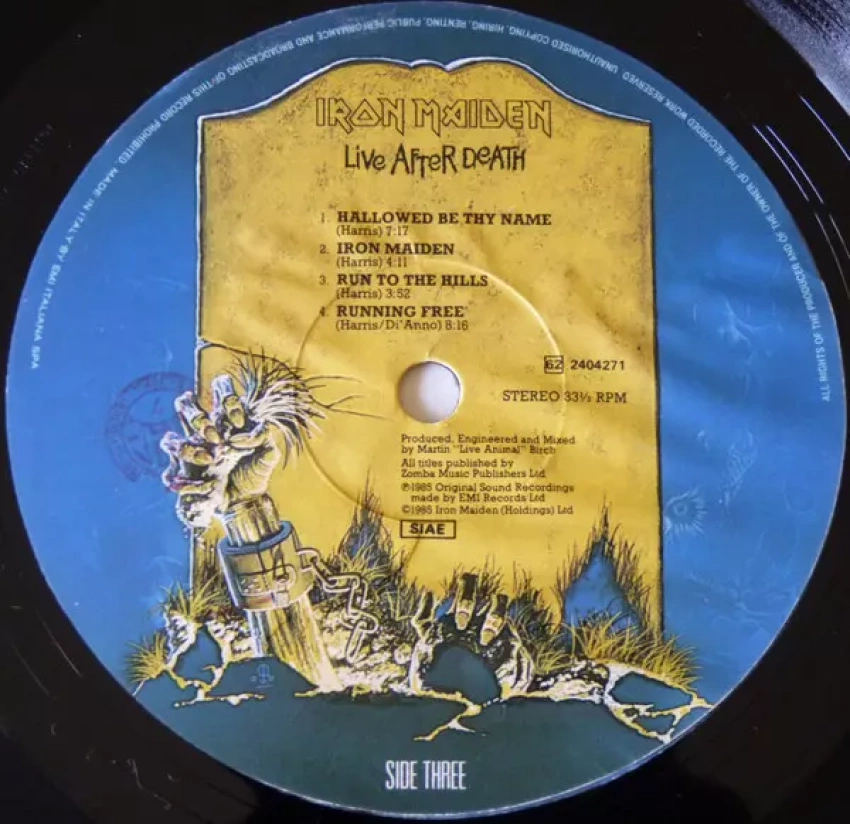 IRON MAIDEN
LIVE AFTER DEATH
1. HALLOWED BE THY NAME
(Harris) 7:17
2. IRON MAIDEN
(Harris) 4:11
3. RUN TO THE HILLS
(Harris) 3:52
4. RUNNING FREE
(Harris/Di'Anno) 8:16
62 2404271
STEREO 33⅓ RPM
Produced, Engineered and Mixed
by Martin "Live Animal" Birch
All titles published by
Zomba Music Publishers Ltd
℗1985 Original Sound Recordings
made by EMI Records Ltd
©1985 Iron Maiden (Holdings) Ltd
SIAE
SIDE THREE
ALL RIGHTS OF THE PRODUCER AND OF THE OWNER OF THE RECORDED WORK RESERVED. UNAUTHORISED COPYING, HIRING, RENTING, PUBLIC PERFORMANCE AND BROADCASTING OF THIS RECORD PROHIBITED. MADE IN ITALY BY EMI ITALIANA SPA